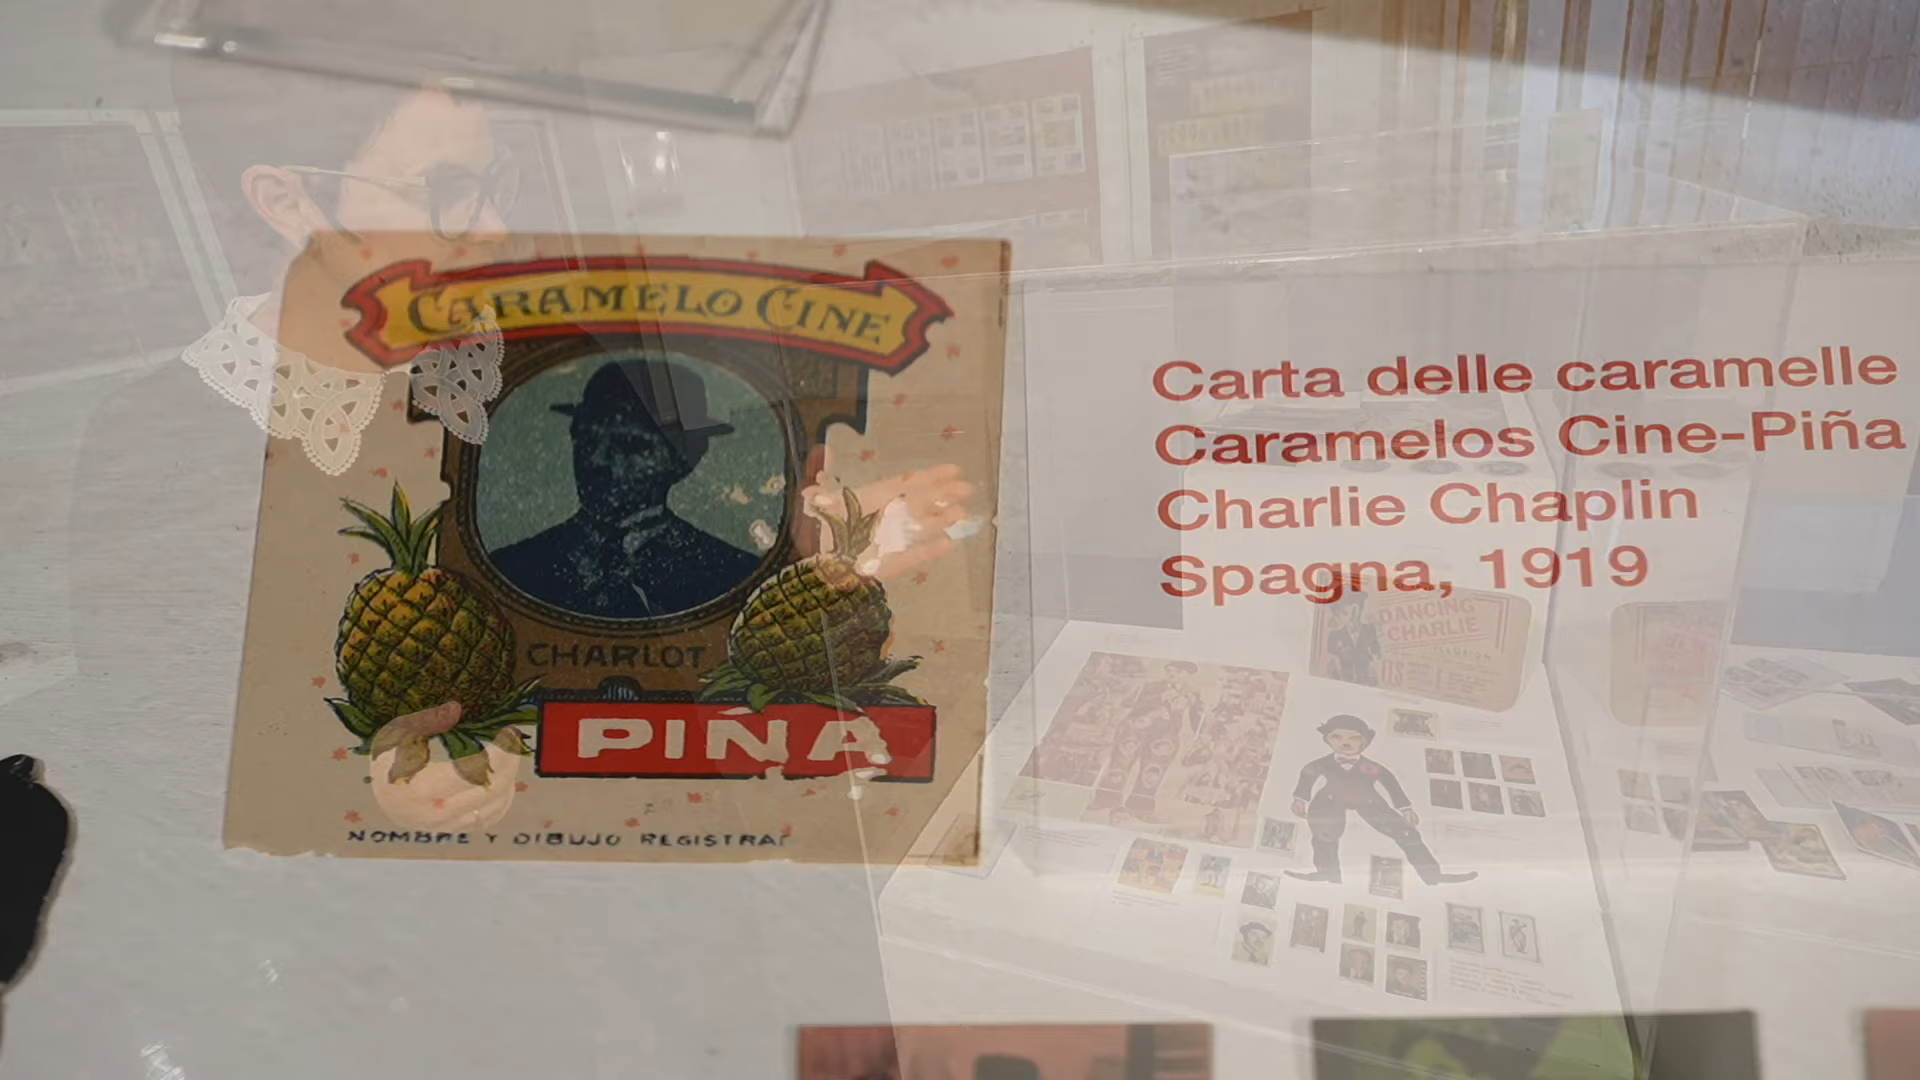 CARAMELO CINE
CHARLOT
PIÑA
NOMBRE Y DIBUJO REGISTRAD
Carta delle caramelle
Caramelos Cine-Piña
Charlie Chaplin
Spagna, 1919
DANCING
CHARLIE